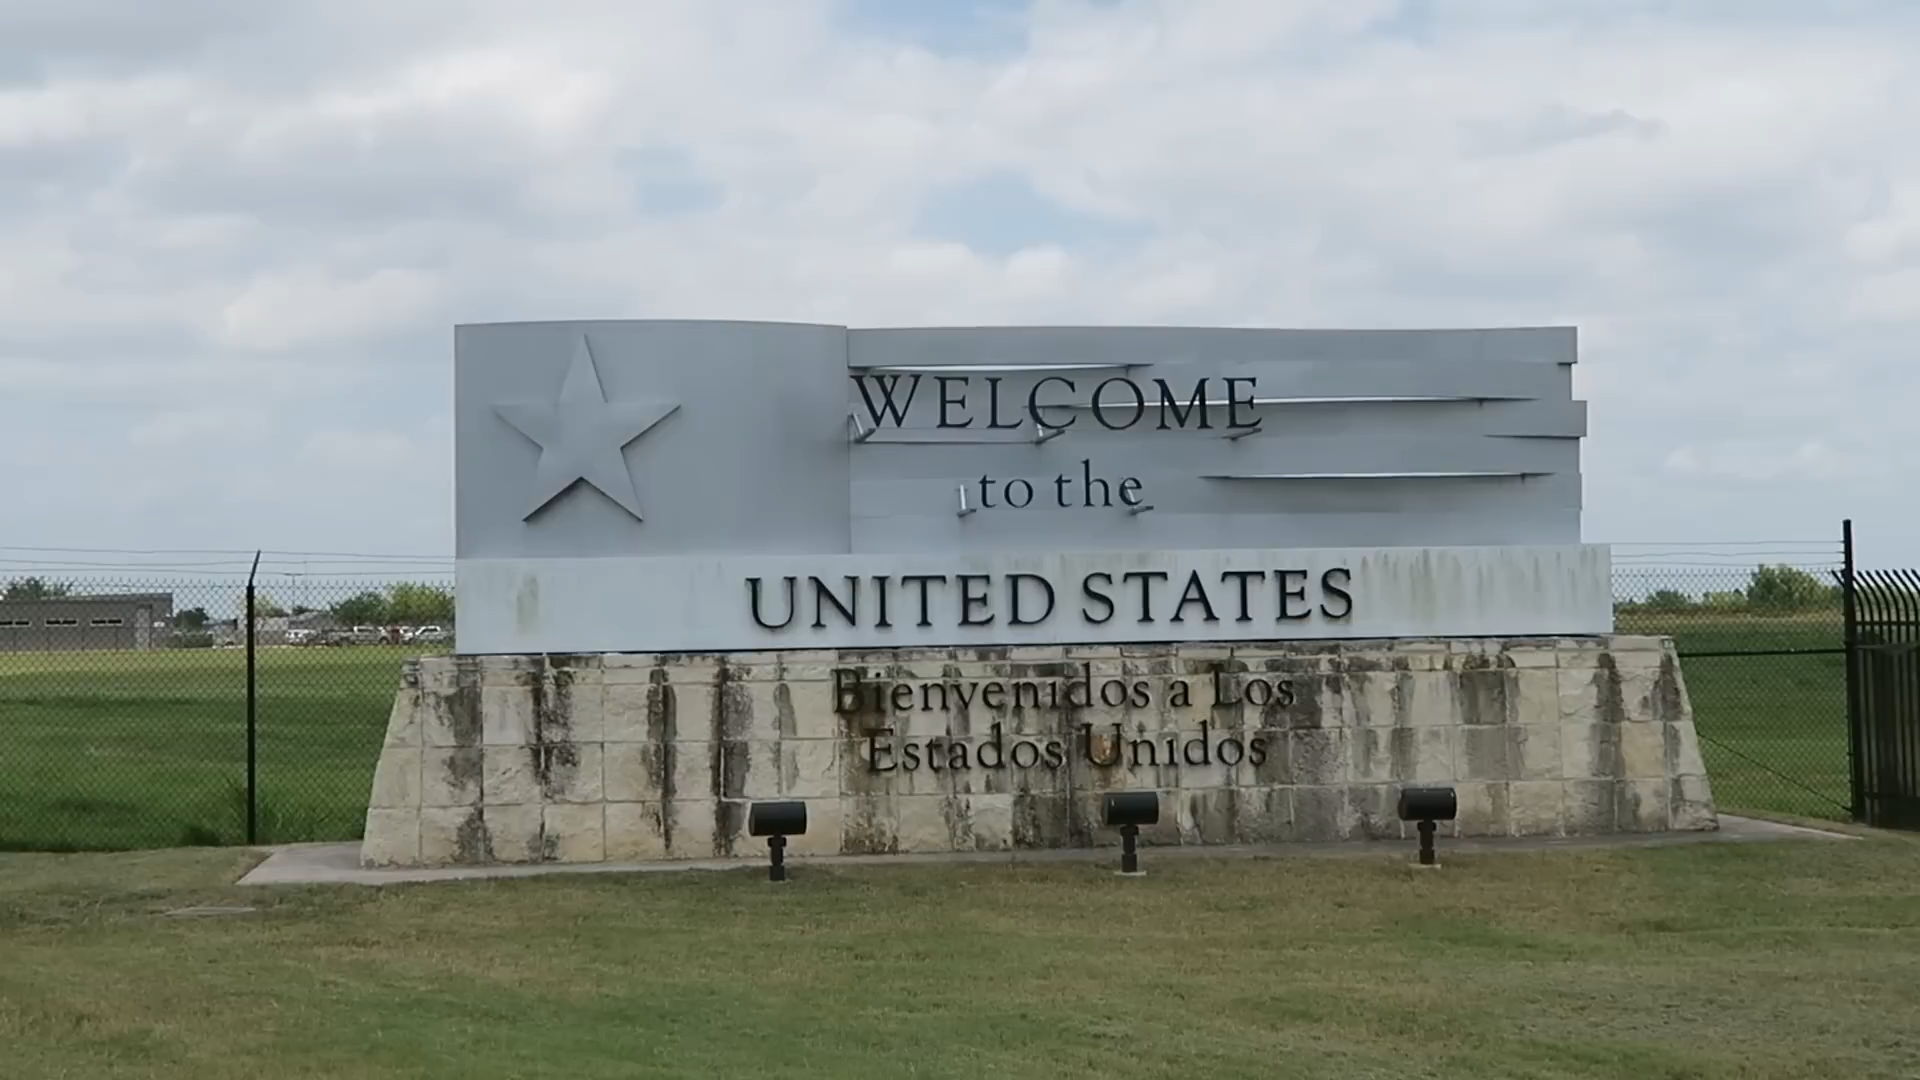 WELCOME
to the
UNITED STATES
Bienvenidos a Los
Estados Unidos